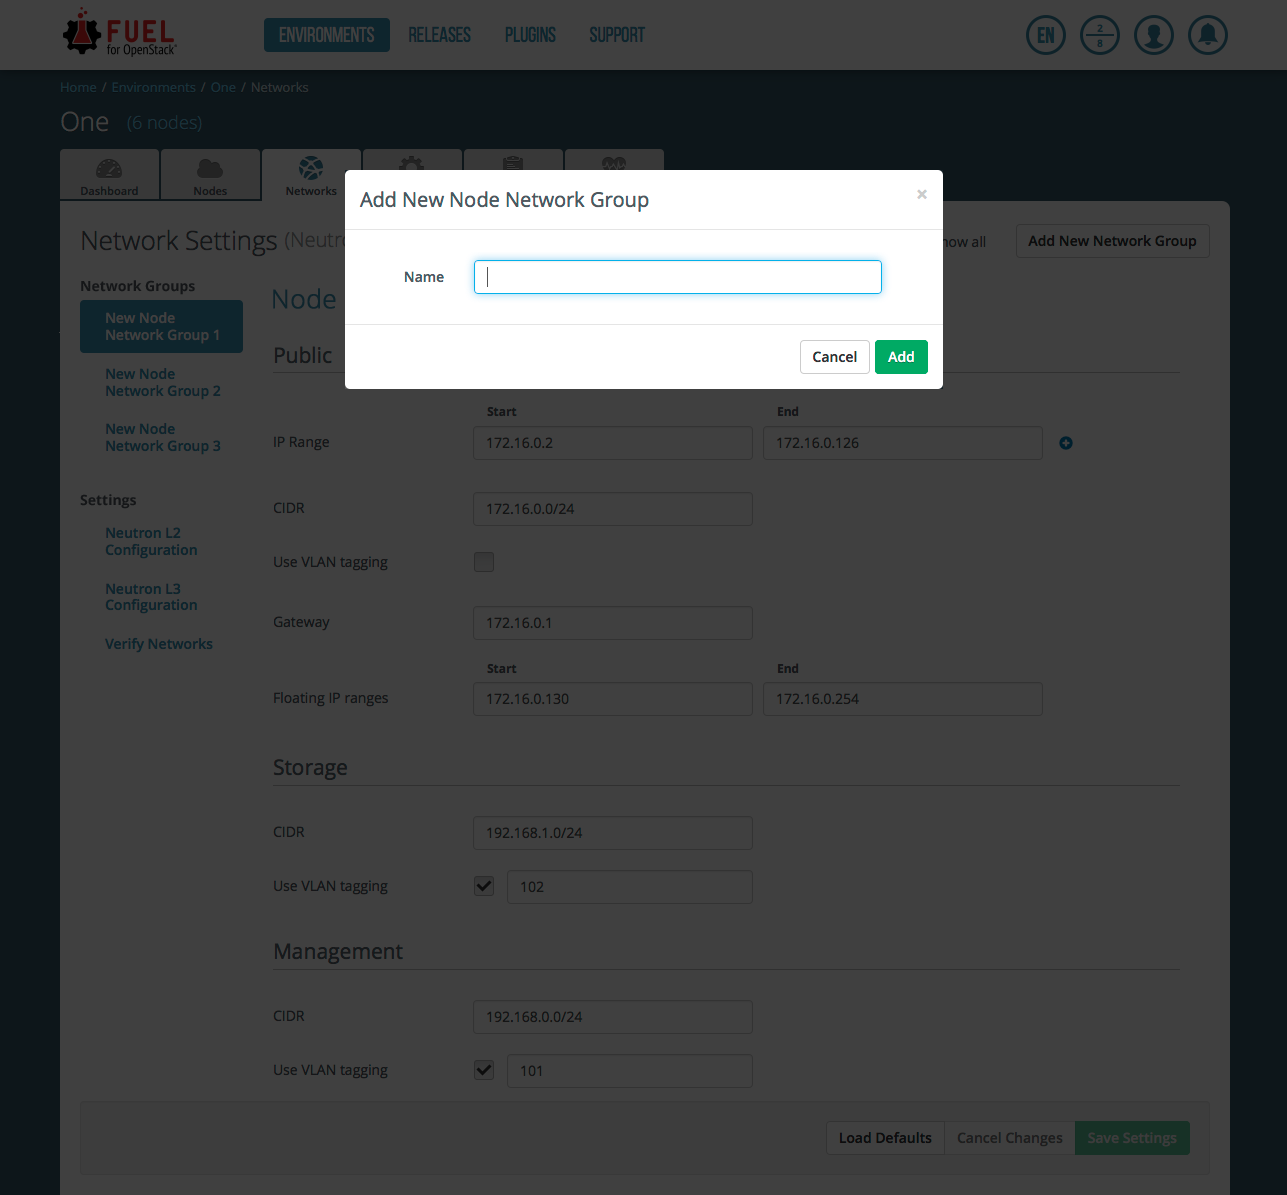 FUEL
for OpenStack
ENVIRONMENTS RELEASES PLUGINS SUPPORT
EN
2
8
Home / Environments / One / Networks
One (6 nodes)
Dashboard
Nodes
Networks
Add New Node Network Group
×
Name
Cancel
Add
Network Settings (Neutr
how all
Add New Network Group
Network Groups
New Node
Network Group 1
New Node
Network Group 2
New Node
Network Group 3
Settings
Neutron L2
Configuration
Neutron L3
Configuration
Verify Networks
Node
Public
Start End
IP Range 172.16.0.2 172.16.0.126
CIDR 172.16.0.0/24
Use VLAN tagging
Gateway 172.16.0.1
Start End
Floating IP ranges 172.16.0.130 172.16.0.254
Storage
CIDR 192.168.1.0/24
Use VLAN tagging 102
Management
CIDR 192.168.0.0/24
Use VLAN tagging 101
Load Defaults Cancel Changes Save Settings